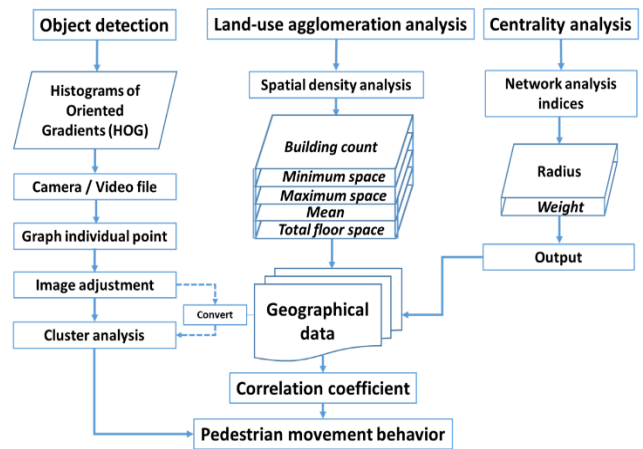 Object detection
Histograms of
Oriented
Gradients (HOG)
Camera / Video file
Graph individual point
Image adjustment
Convert
Cluster analysis
Land-use agglomeration analysis
Spatial density analysis
Building count
Minimum space
Maximum space
Mean
Total floor space
Geographical
data
Correlation coefficient
Pedestrian movement behavior
Centrality analysis
Network analysis
indices
Radius
Weight
Output